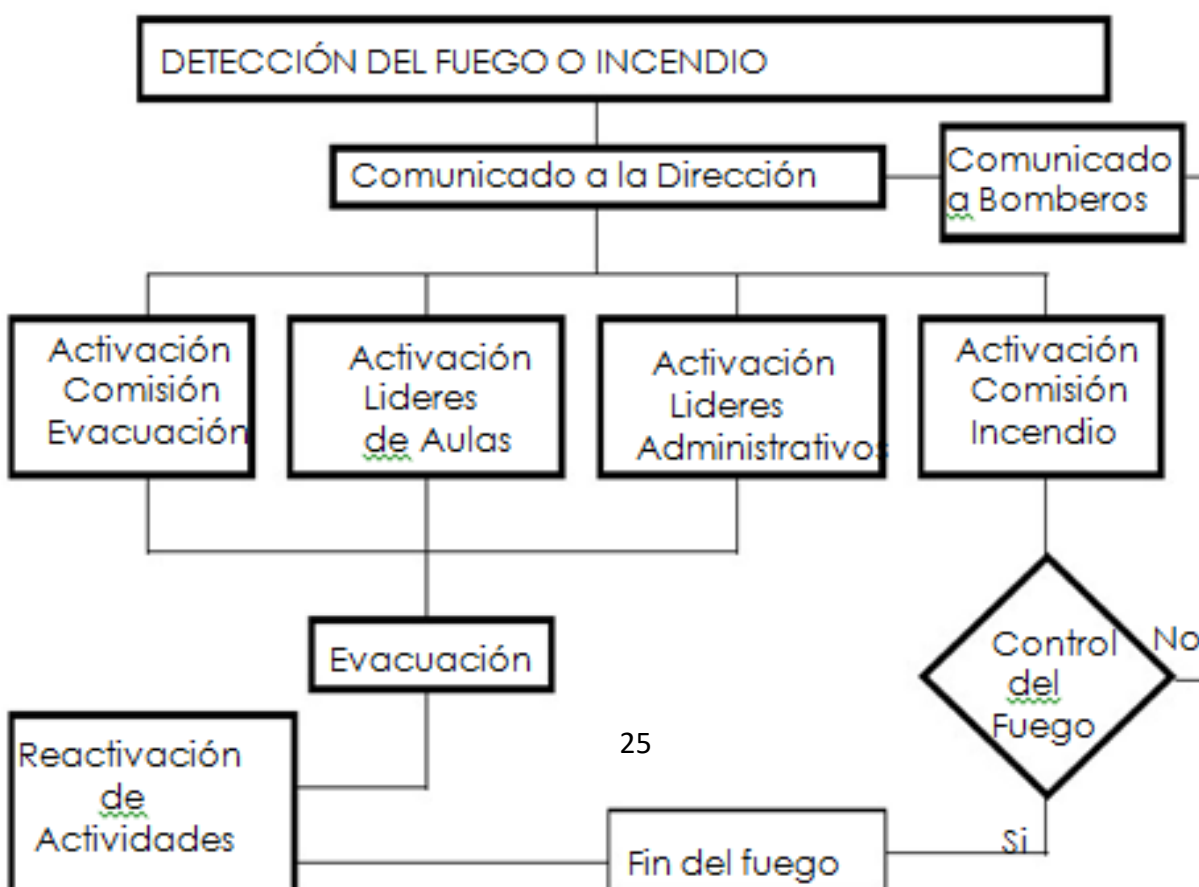 DETECCIÓN DEL FUEGO O INCENDIO
Comunicado a la Dirección
Comunicado
a Bomberos
Activación
Comisión
Evacuación
Activación
Lideres
de Aulas
Activación
Lideres
Administrativos
Activación
Comisión
Incendio
Evacuación
Control
del
Fuego
No
25
Reactivación
de
Actividades
Si
Fin del fuego